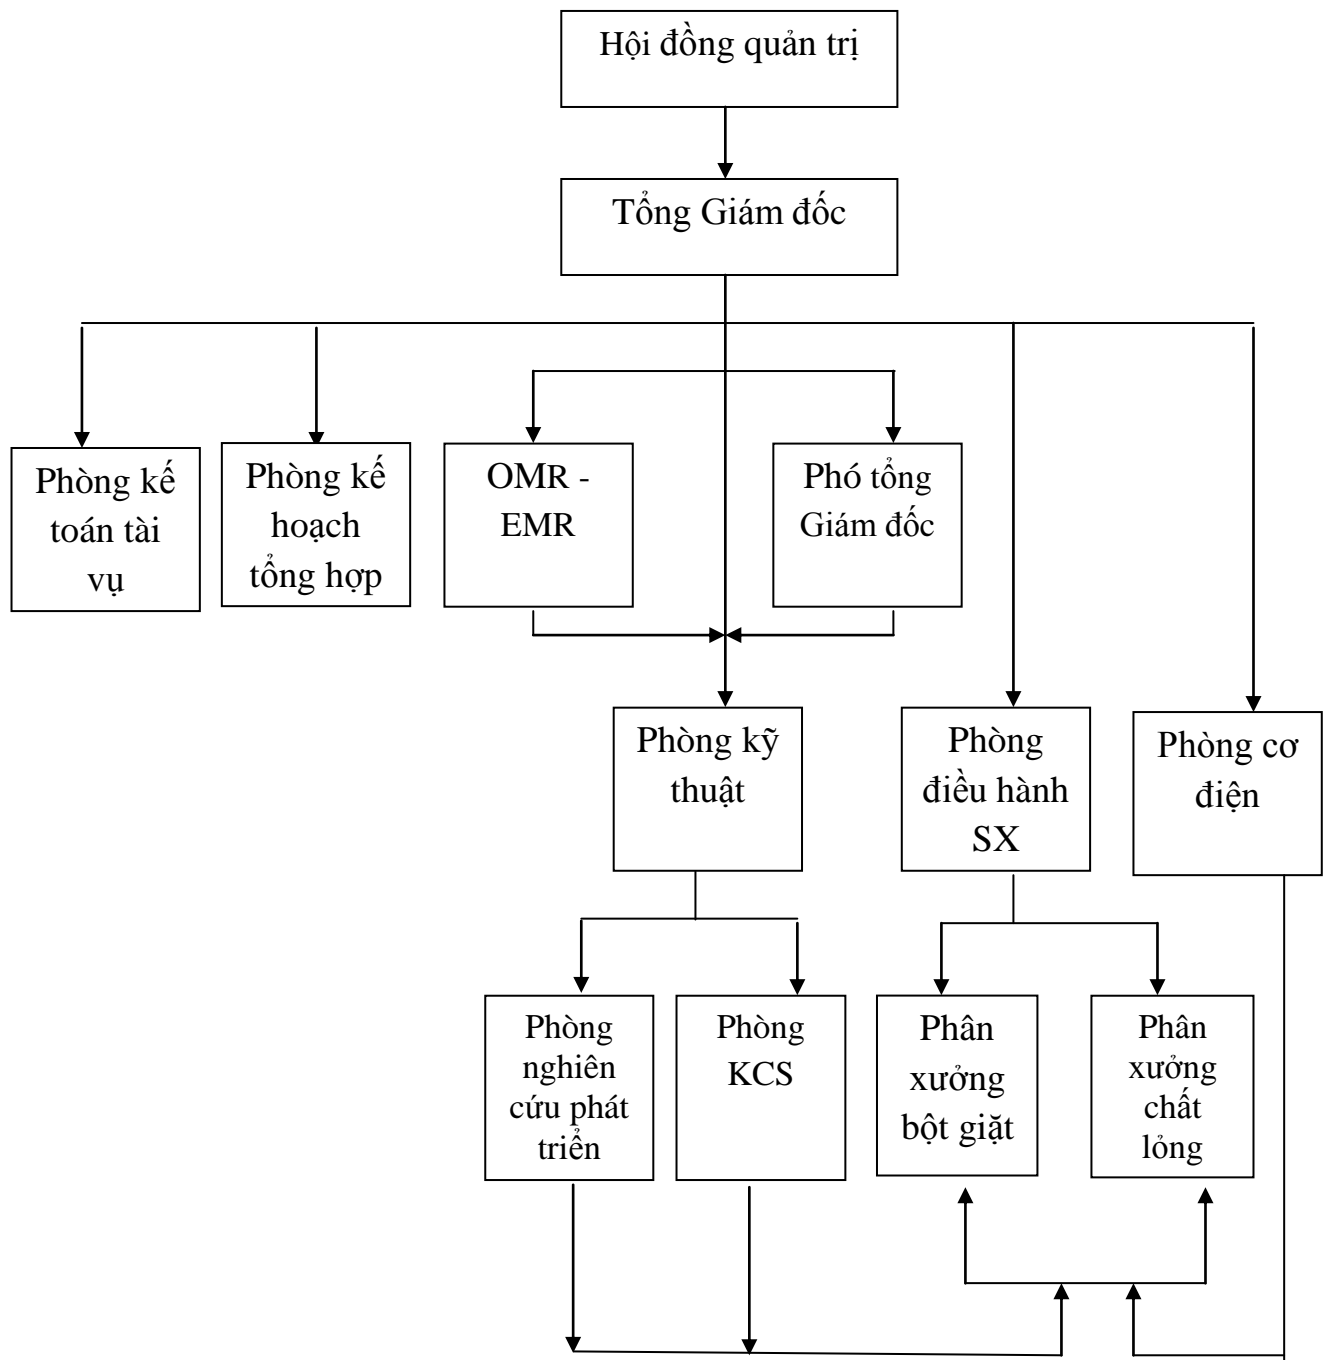 Hội đồng quản trị
Tổng Giám đốc
Phòng kế
toán tài
vụ
Phòng kế
hoạch
tổng hợp
OMR -
EMR
Phó tổng
Giám đốc
Phòng kỹ
thuật
Phòng
điều hành
SX
Phòng cơ
điện
Phòng
nghiên
cứu phát
triển
Phòng
KCS
Phân
xưởng
bột giặt
Phân
xưởng
chất
lỏng